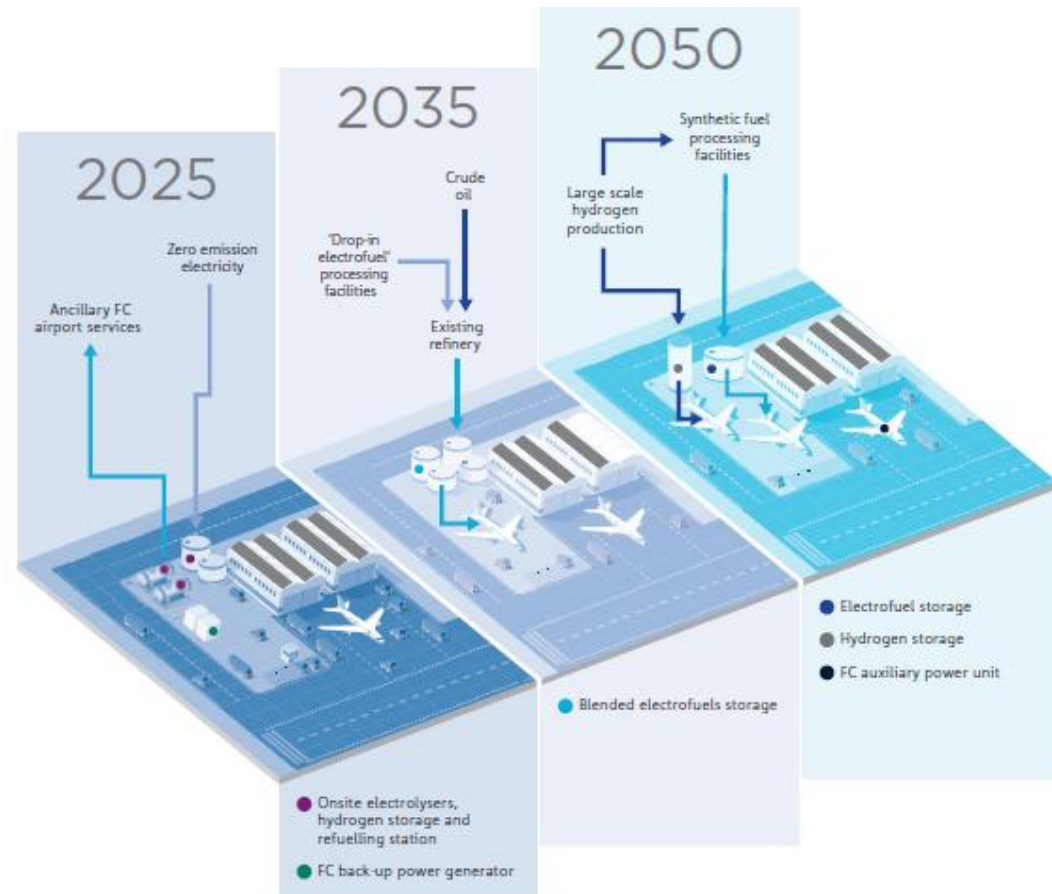 2025
Zero emission
electricity
Ancillary FC
airport services
Onsite electrolysers,
hydrogen storage and
refuelling station
FC back-up power generator
2035
Crude
oil
'Drop-in
electrofuel'
processing
facilities
Existing
refinery
Blended electrofuels storage
2050
Synthetic fuel
processing
facilities
Large scale
hydrogen
production
Electrofuel storage
Hydrogen storage
FC auxiliary power unit